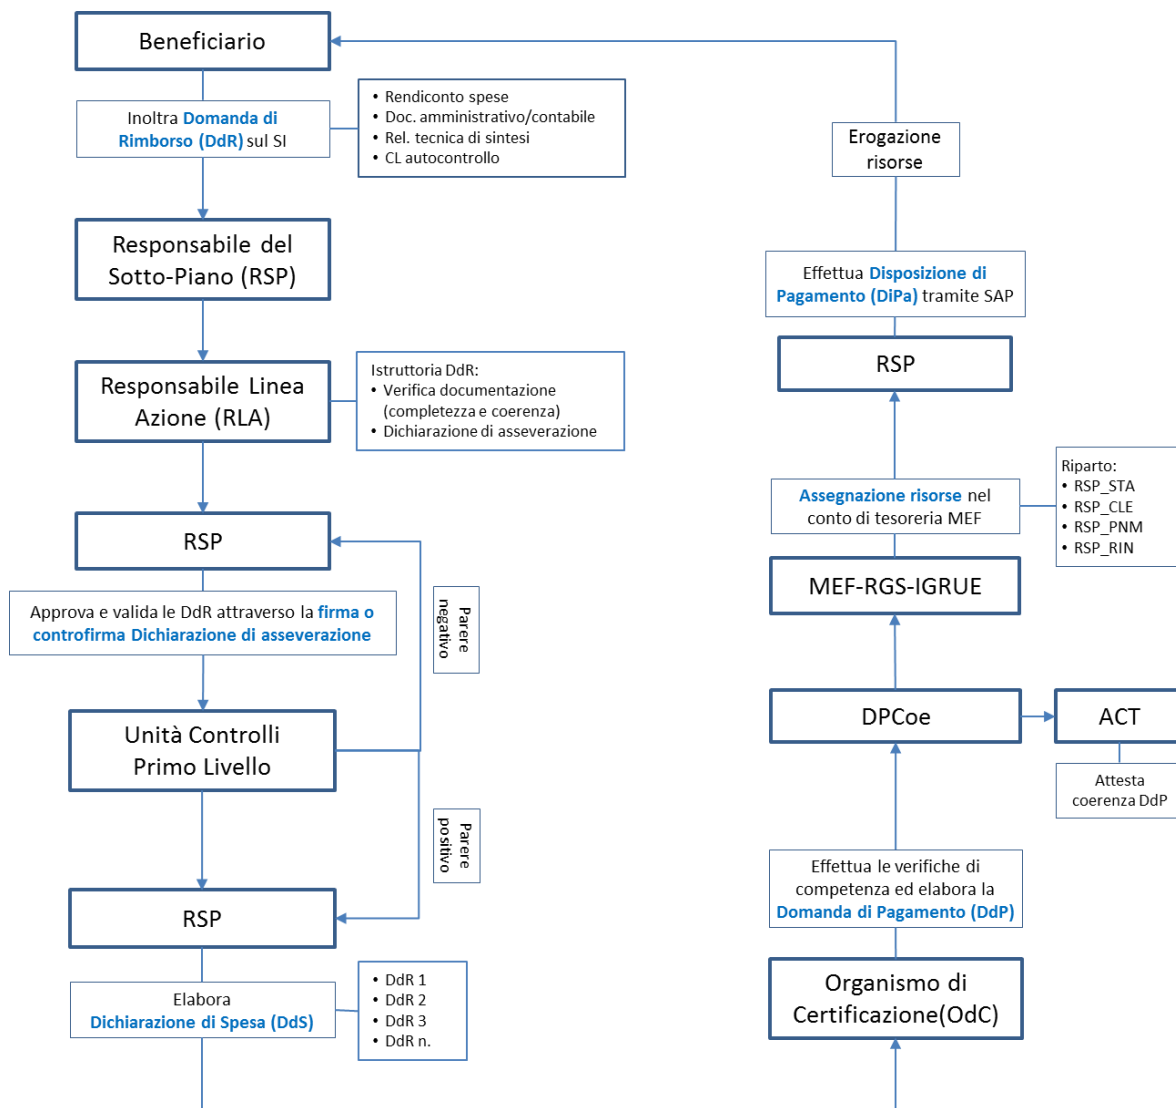 Beneficiario
Inoltra Domanda di
Rimborso (DdR) sul SI
• Rendiconto spese
• Doc. amministrativo/contabile
• Rel. tecnica di sintesi
• CL autocontrollo
Responsabile del
Sotto-Piano (RSP)
Responsabile Linea
Azione (RLA)
Istruttoria DdR:
• Verifica documentazione
(completezza e coerenza)
• Dichiarazione di asseverazione
RSP
Approva e valida le DdR attraverso la firma o
controfirma Dichiarazione di asseverazione
Parere
negativo
Unità Controlli
Primo Livello
Parere
positivo
RSP
Elabora
Dichiarazione di Spesa (DdS)
• DdR 1
• DdR 2
• DdR 3
• DdR n.
Erogazione
risorse
Effettua Disposizione di
Pagamento (DiPa) tramite SAP
RSP
Assegnazione risorse nel
conto di tesoreria MEF
Riparto:
• RSP_STA
• RSP_CLE
• RSP_PNM
• RSP_RIN
MEF-RGS-IGRUE
DPCoe
ACT
Attesta
coerenza DdP
Effettua le verifiche di
competenza ed elabora la
Domanda di Pagamento (DdP)
Organismo di
Certificazione(OdC)